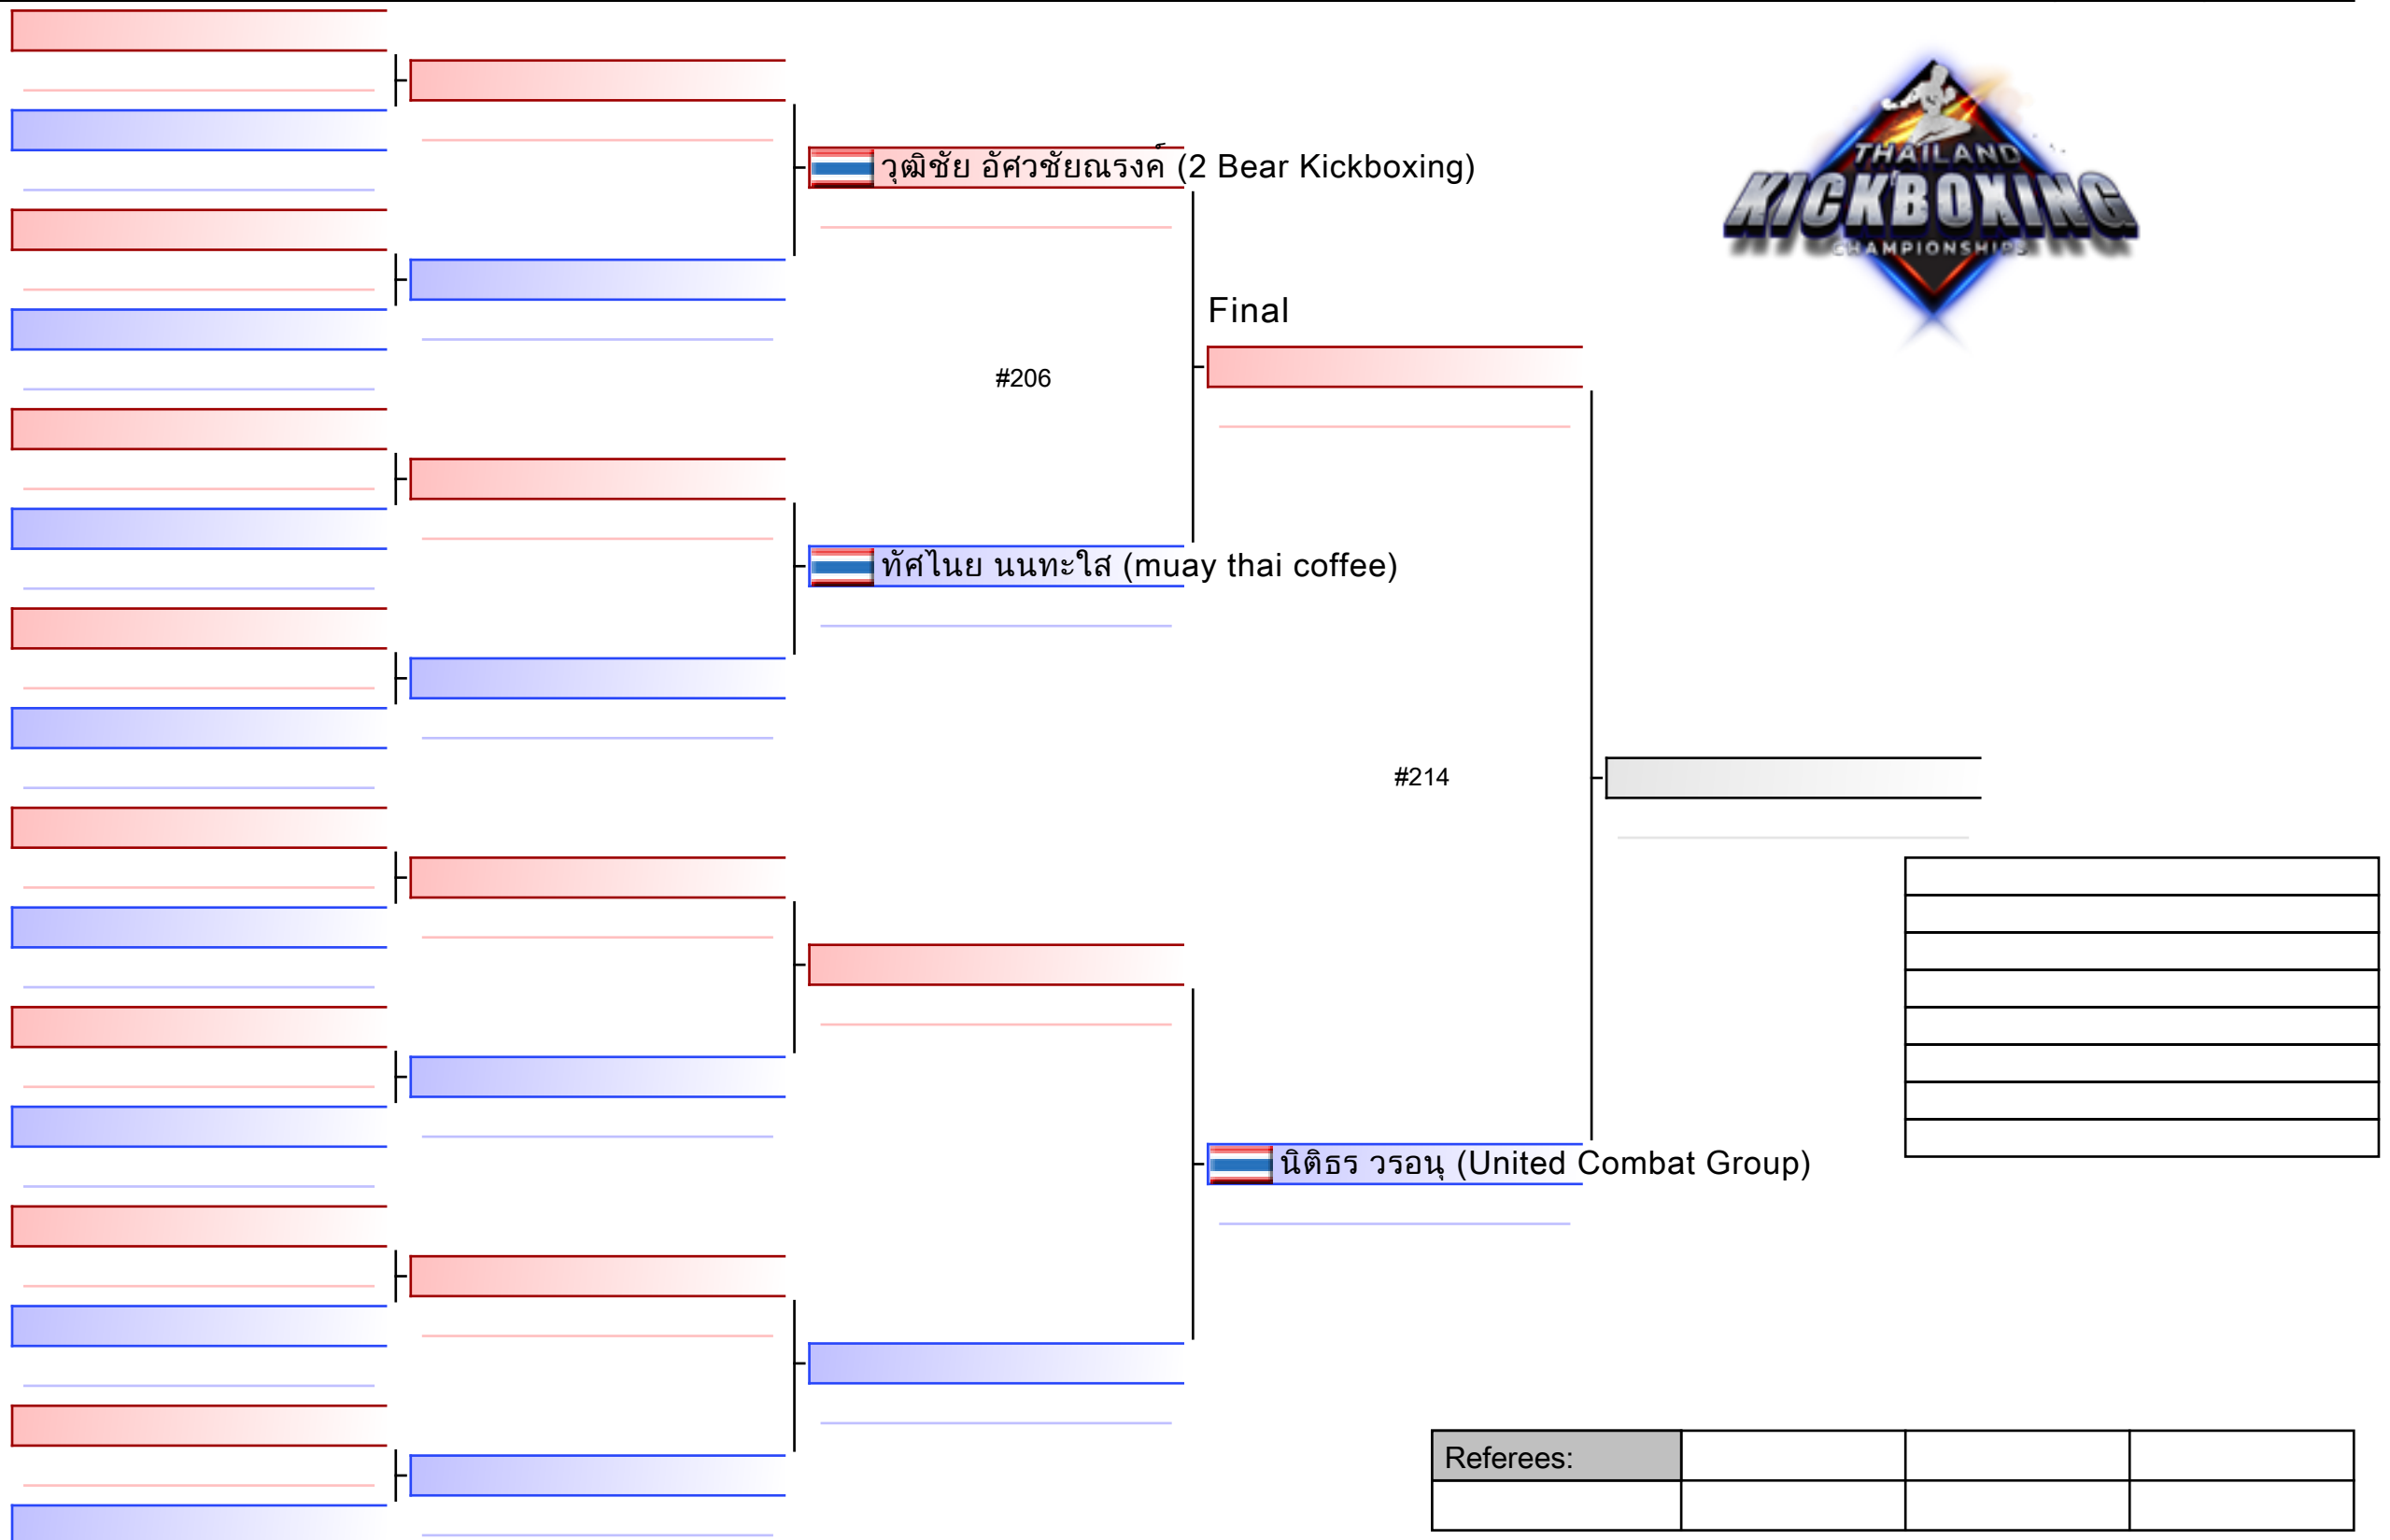 THAILAND
KICKBOXING
CHAMPIONSHIPS
วุฒิชัย อัศวชัยณรงค์ (2 Bear Kickboxing)
Final
#206
ทัศไนย นนทะใส (muay thai coffee)
#214
นิติธร วรอนุ (United Combat Group)
Referees: